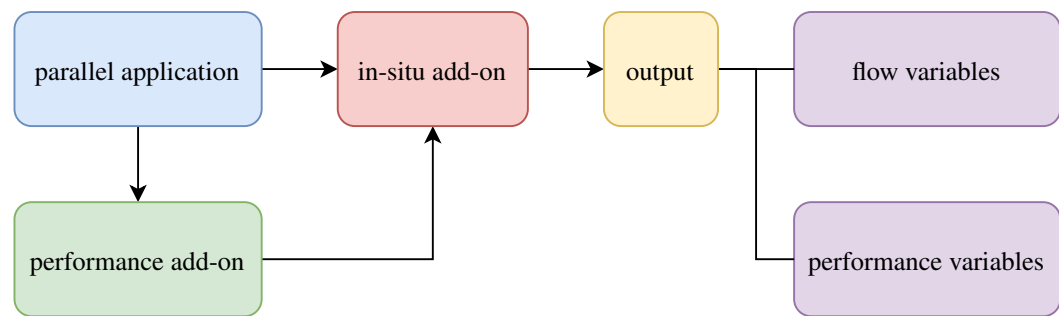 parallel application
in-situ add-on
output
flow variables
performance add-on
performance variables